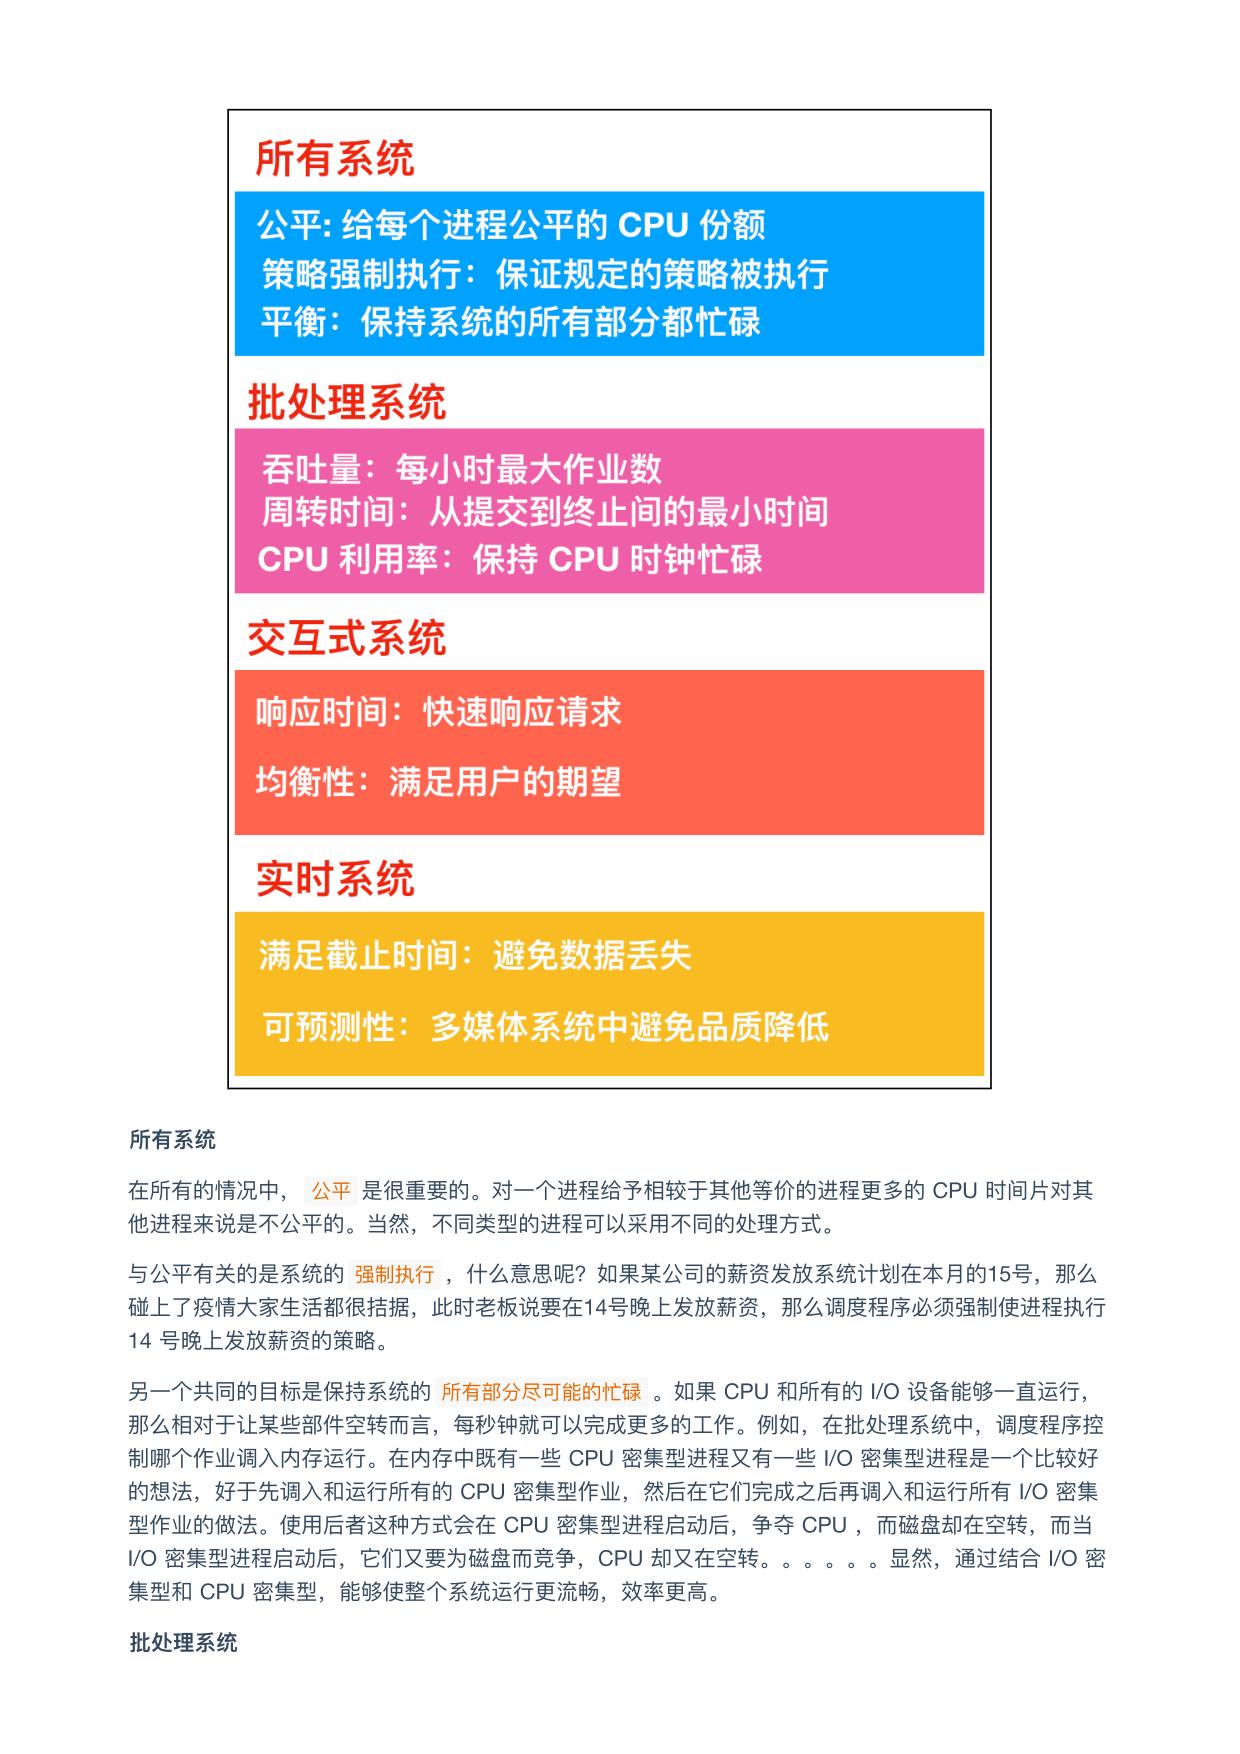 所有系统
公平: 给每个进程公平的 CPU 份额
策略强制执行：保证规定的策略被执行
平衡：保持系统的所有部分都忙碌
批处理系统
吞吐量：每小时最大作业数
周转时间：从提交到终止间的最小时间
CPU 利用率：保持 CPU 时钟忙碌
交互式系统
响应时间：快速响应请求
均衡性：满足用户的期望
实时系统
满足截止时间：避免数据丢失
可预测性：多媒体系统中避免品质降低
所有系统
在所有的情况中， 公平 是很重要的。对一个进程给予相较于其他等价的进程更多的 CPU 时间片对其
他进程来说是不公平的。当然，不同类型的进程可以采用不同的处理方式。
与公平有关的是系统的 强制执行 ，什么意思呢？如果某公司的薪资发放系统计划在本月的15号，那么
碰上了疫情大家生活都很拮据，此时老板说要在14号晚上发放薪资，那么调度程序必须强制使进程执行
14 号晚上发放薪资的策略。
另一个共同的目标是保持系统的 所有部分尽可能的忙碌 。如果 CPU 和所有的 I/O 设备能够一直运行，
那么相对于让某些部件空转而言，每秒钟就可以完成更多的工作。例如，在批处理系统中，调度程序控
制哪个作业调入内存运行。在内存中既有一些 CPU 密集型进程又有一些 I/O 密集型进程是一个比较好
的想法，好于先调入和运行所有的 CPU 密集型作业，然后在它们完成之后再调入和运行所有 I/O 密集
型作业的做法。使用后者这种方式会在 CPU 密集型进程启动后，争夺 CPU ，而磁盘却在空转，而当
I/O 密集型进程启动后，它们又要为磁盘而竞争，CPU 却又在空转。。。。。。显然，通过结合 I/O 密
集型和 CPU 密集型，能够使整个系统运行更流畅，效率更高。
批处理系统